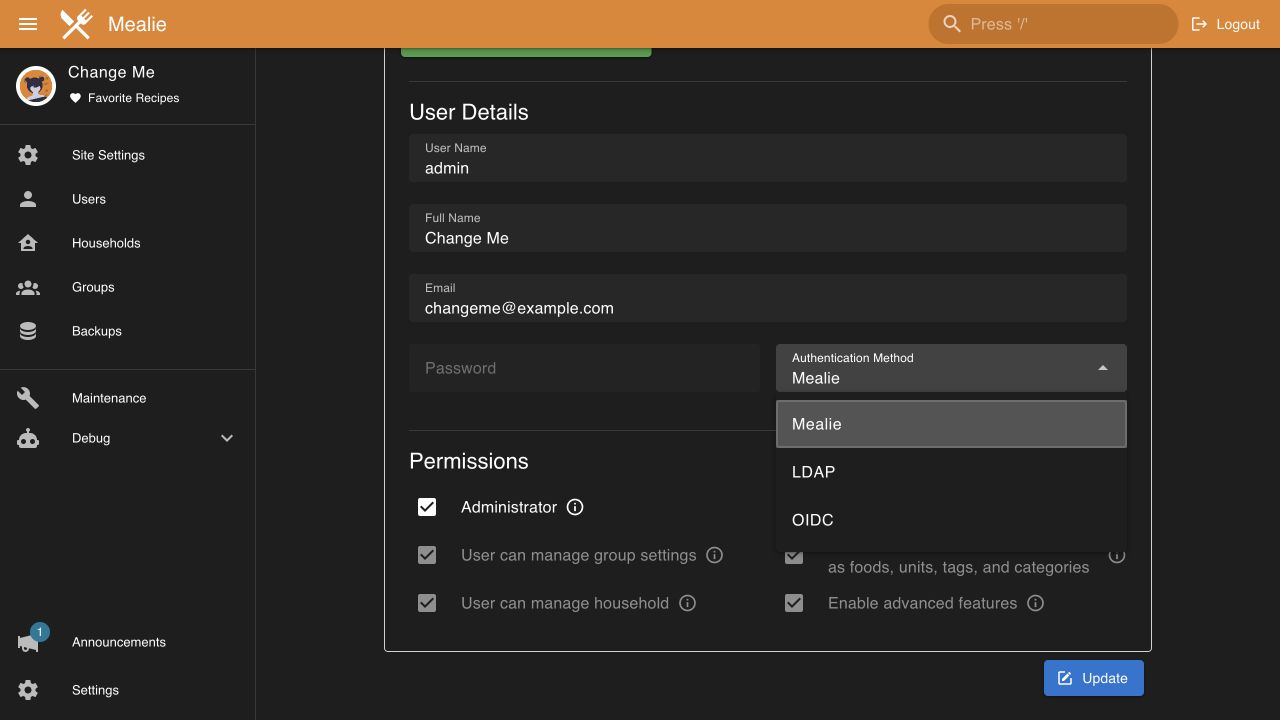 Mealie
Press '/'
Logout
Change Me
Favorite Recipes
Site Settings
Users
Households
Groups
Backups
Maintenance
Debug
1
Announcements
Settings
User Details
User Name
admin
Full Name
Change Me
Email
changeme@example.com
Password
Authentication Method
Mealie
Mealie
LDAP
OIDC
Permissions
Administrator
User can manage group settings
as foods, units, tags, and categories
User can manage household
Enable advanced features
Update